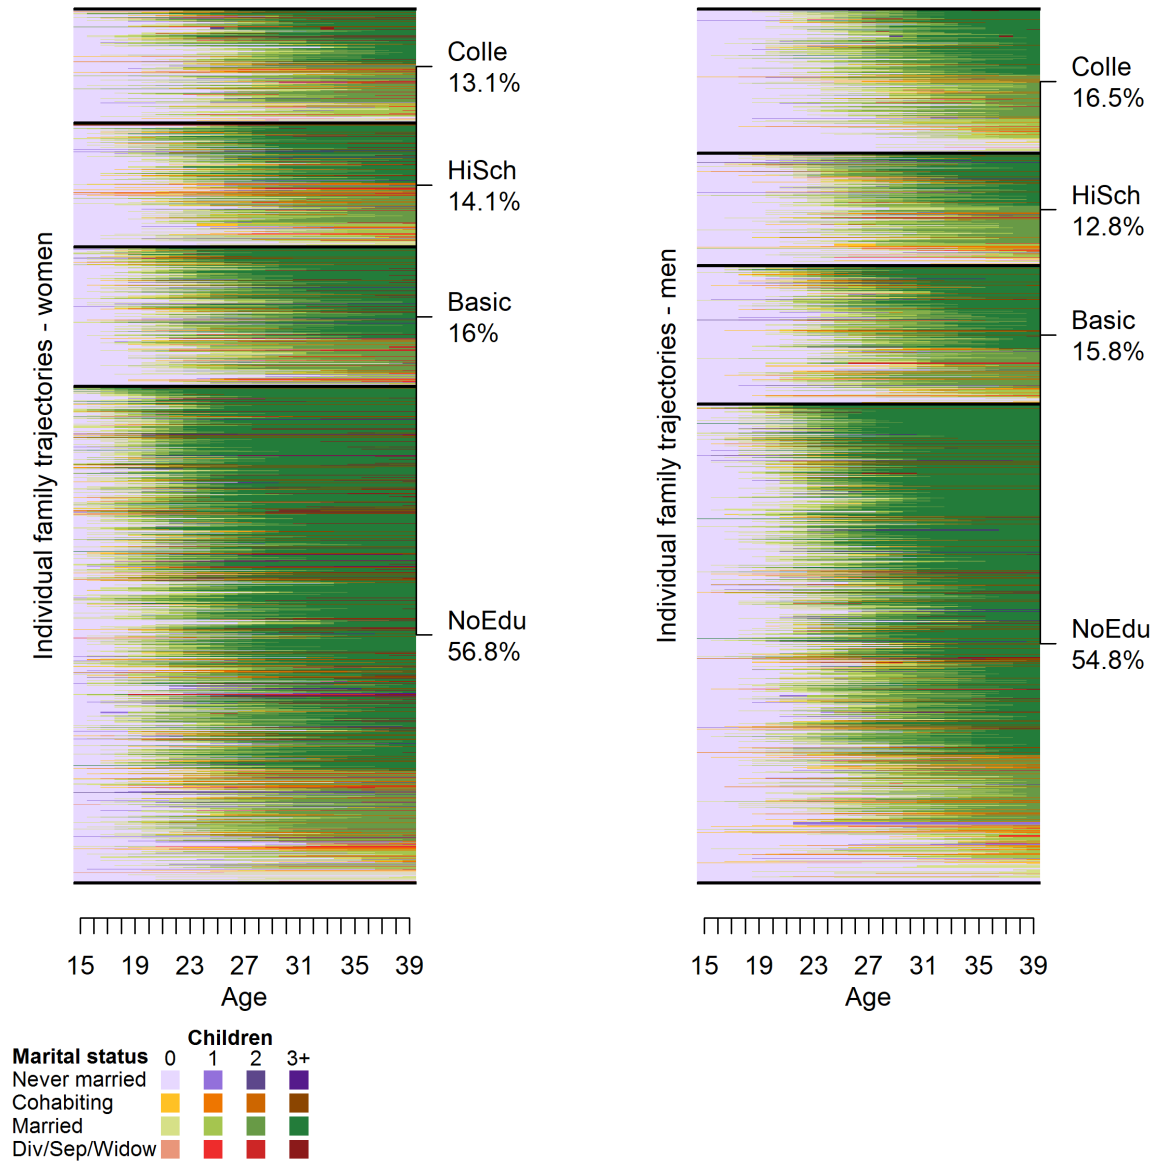 Individual family trajectories - women
Colle
13.1%
HiSch
14.1%
Basic
16%
NoEdu
56.8%
15 19 23 27 31 35 39
Age
Individual family trajectories - men
Colle
16.5%
HiSch
12.8%
Basic
15.8%
NoEdu
54.8%
15 19 23 27 31 35 39
Age
Children
Marital status 0 1 2 3+
Never married
Cohabiting
Married
Div/Sep/Widow